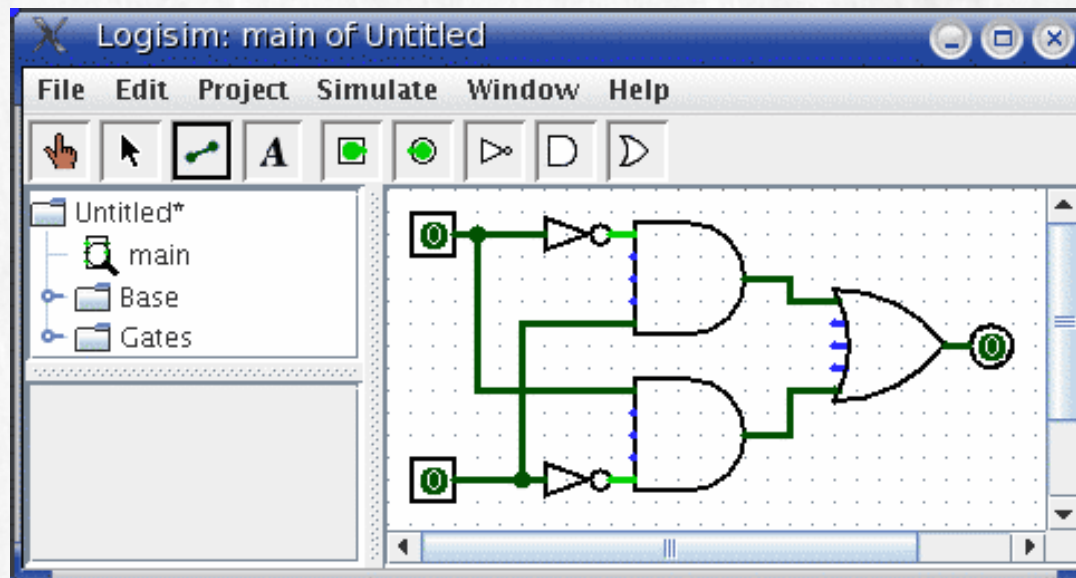 Logisim: main of Untitled
File Edit Project Simulate Window Help
A
Untitled*
main
Base
Gates
0
0
0